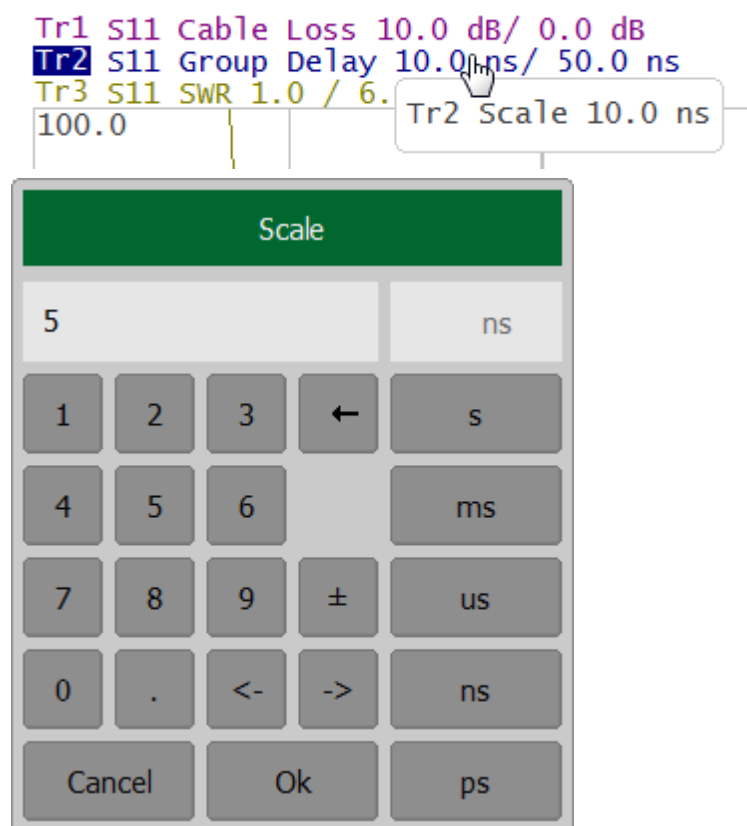 Tr1 S11 Cable Loss 10.0 dB/ 0.0 dB
Tr2 S11 Group Delay 10.0 ns/ 50.0 ns
Tr3 S11 SWR 1.0 / 6.
Tr2 Scale 10.0 ns
100.0
Scale
5 ns
1 2 3 ← s
4 5 6 ms
7 8 9 ± us
0 . <- -> ns
Cancel Ok ps